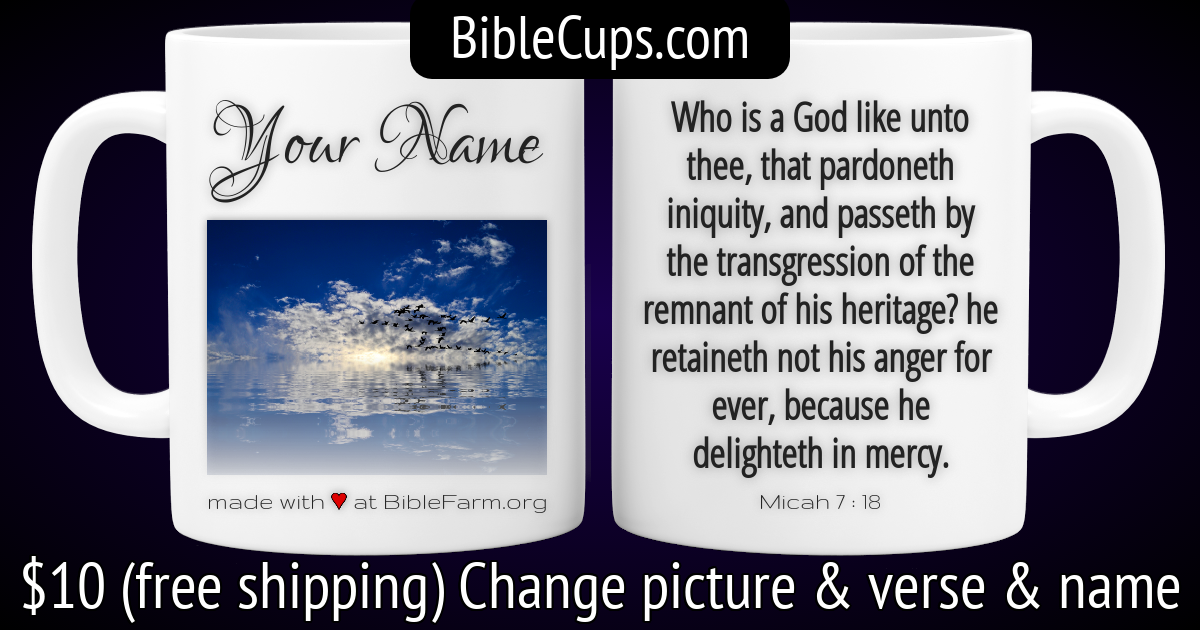 BibleCups.com
Your Name
made with ♥ at BibleFarm.org
Who is a God like unto
thee, that pardoneth
iniquity, and passeth by
the transgression of the
remnant of his heritage? he
retaineth not his anger for
ever, because he
delighteth in mercy.
Micah 7 : 18
$10 (free shipping) Change picture & verse & name